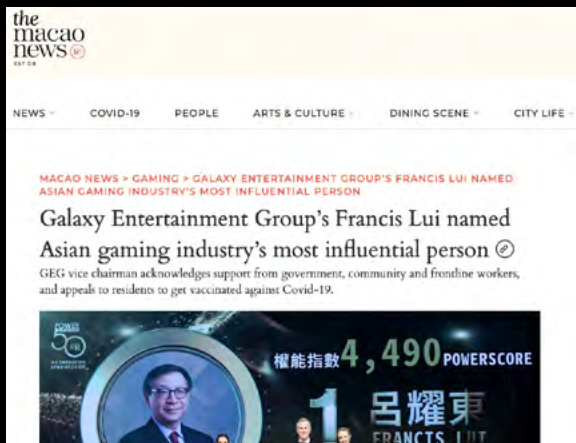 the
macao
news
NEWS
COVID-19
PEOPLE
ARTS & CULTURE
DINING SCENE
CITY LIFE
MACAO NEWS > GAMING > GALAXY ENTERTAINMENT GROUP'S FRANCIS LUI NAMED
ASIAN GAMING INDUSTRY'S MOST INFLUENTIAL PERSON
Galaxy Entertainment Group's Francis Lui named
Asian gaming industry's most influential person
GEG vice chairman acknowledges support from government, community and frontline workers,
and appeals to residents to get vaccinated against Covid-19.
50
權能指數4,490 POWERSCORE
1 呂耀東
FRANCIS LUI